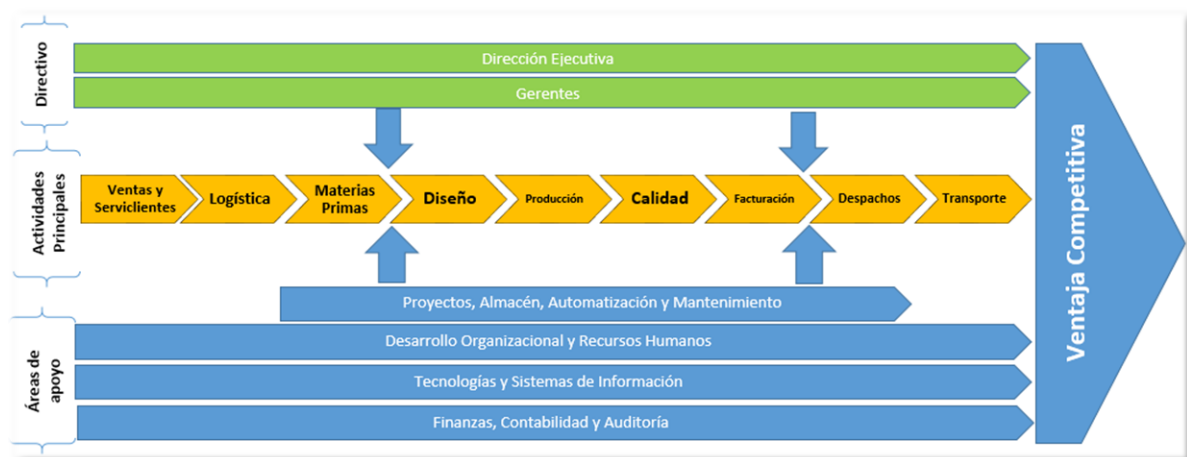 Directivo
Dirección Ejecutiva
Gerentes
Actividades
Principales
Ventas y
Serviclientes
Logística
Materias
Primas
Diseño
Producción
Calidad
Facturación
Despachos
Transporte
Áreas de
apoyo
Proyectos, Almacén, Automatización y Mantenimiento
Desarrollo Organizacional y Recursos Humanos
Tecnologías y Sistemas de Información
Finanzas, Contabilidad y Auditoría
Ventaja Competitiva